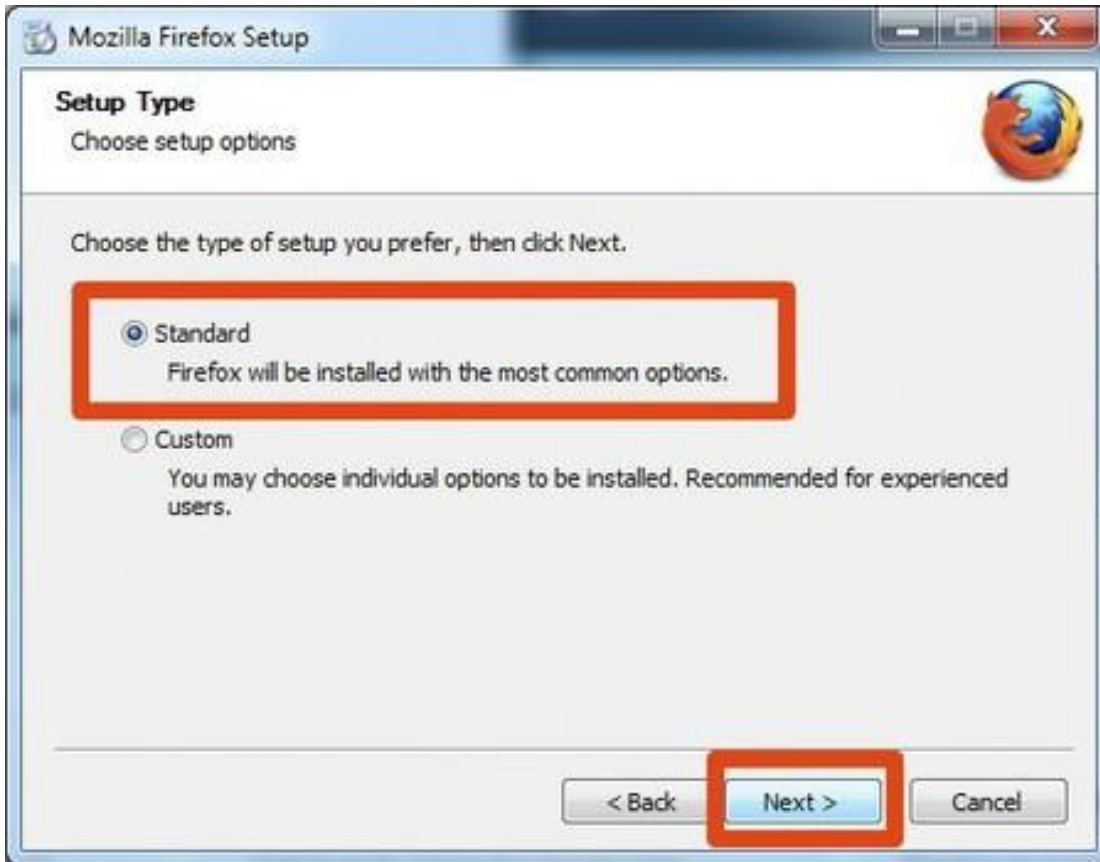 Mozilla Firefox Setup
Setup Type
Choose setup options
Choose the type of setup you prefer, then click Next.
Standard
Firefox will be installed with the most common options.
Custom
You may choose individual options to be installed. Recommended for experienced
users.
< Back Next > Cancel